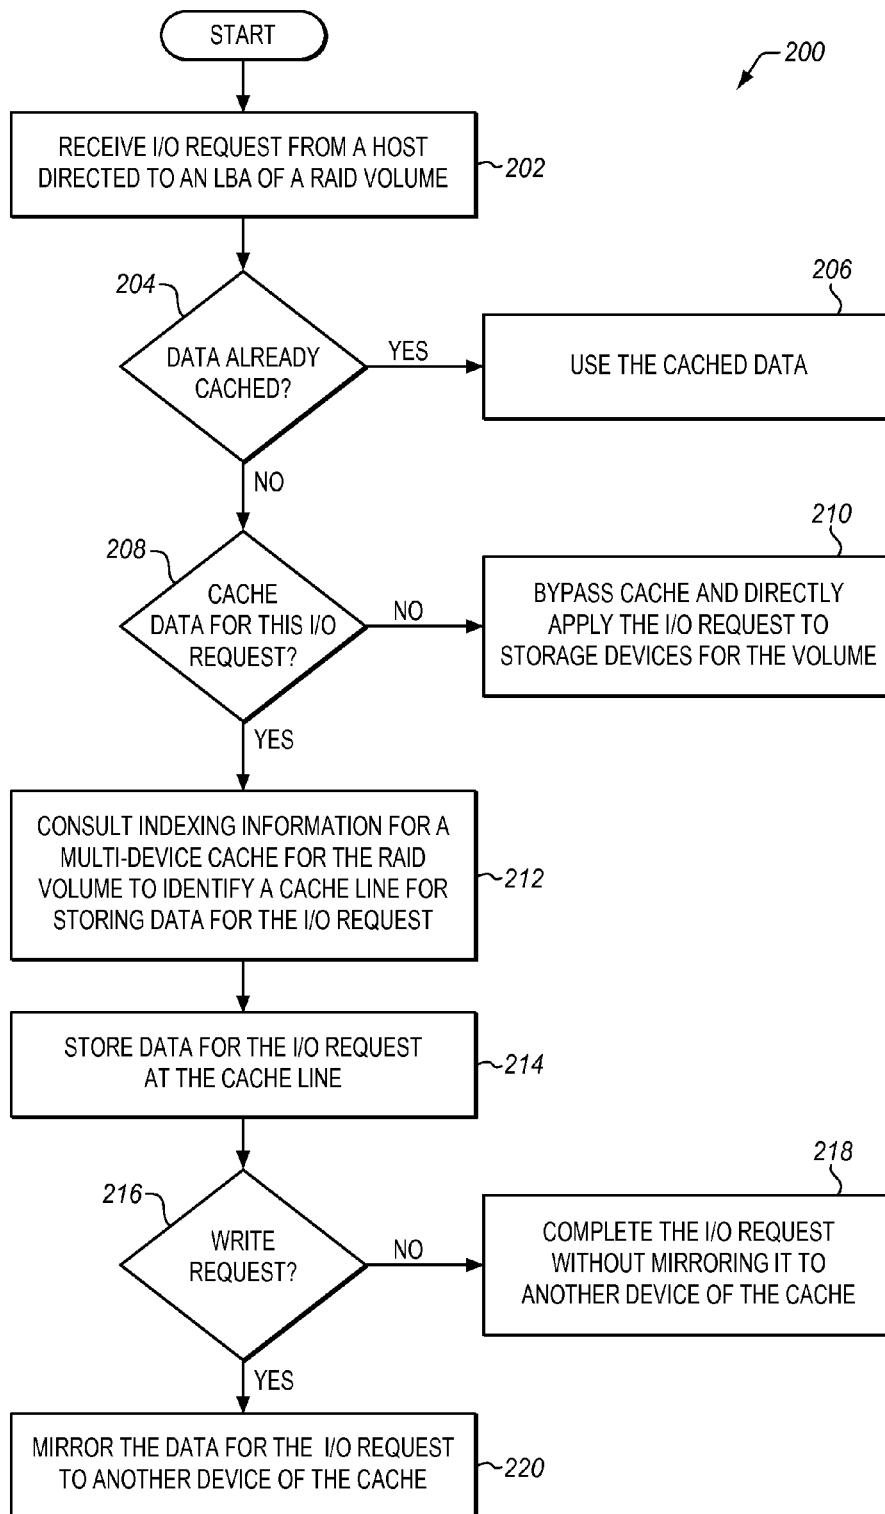 START
200
RECEIVE I/O REQUEST FROM A HOST
DIRECTED TO AN LBA OF A RAID VOLUME
202
204
DATA ALREADY
CACHED?
YES
206
USE THE CACHED DATA
NO
208
CACHE
DATA FOR THIS I/O
REQUEST?
NO
210
BYPASS CACHE AND DIRECTLY
APPLY THE I/O REQUEST TO
STORAGE DEVICES FOR THE VOLUME
YES
CONSULT INDEXING INFORMATION FOR A
MULTI-DEVICE CACHE FOR THE RAID
VOLUME TO IDENTIFY A CACHE LINE FOR
STORING DATA FOR THE I/O REQUEST
212
STORE DATA FOR THE I/O REQUEST
AT THE CACHE LINE
214
216
WRITE
REQUEST?
NO
218
COMPLETE THE I/O REQUEST
WITHOUT MIRRORING IT TO
ANOTHER DEVICE OF THE CACHE
YES
MIRROR THE DATA FOR THE I/O REQUEST
TO ANOTHER DEVICE OF THE CACHE
220